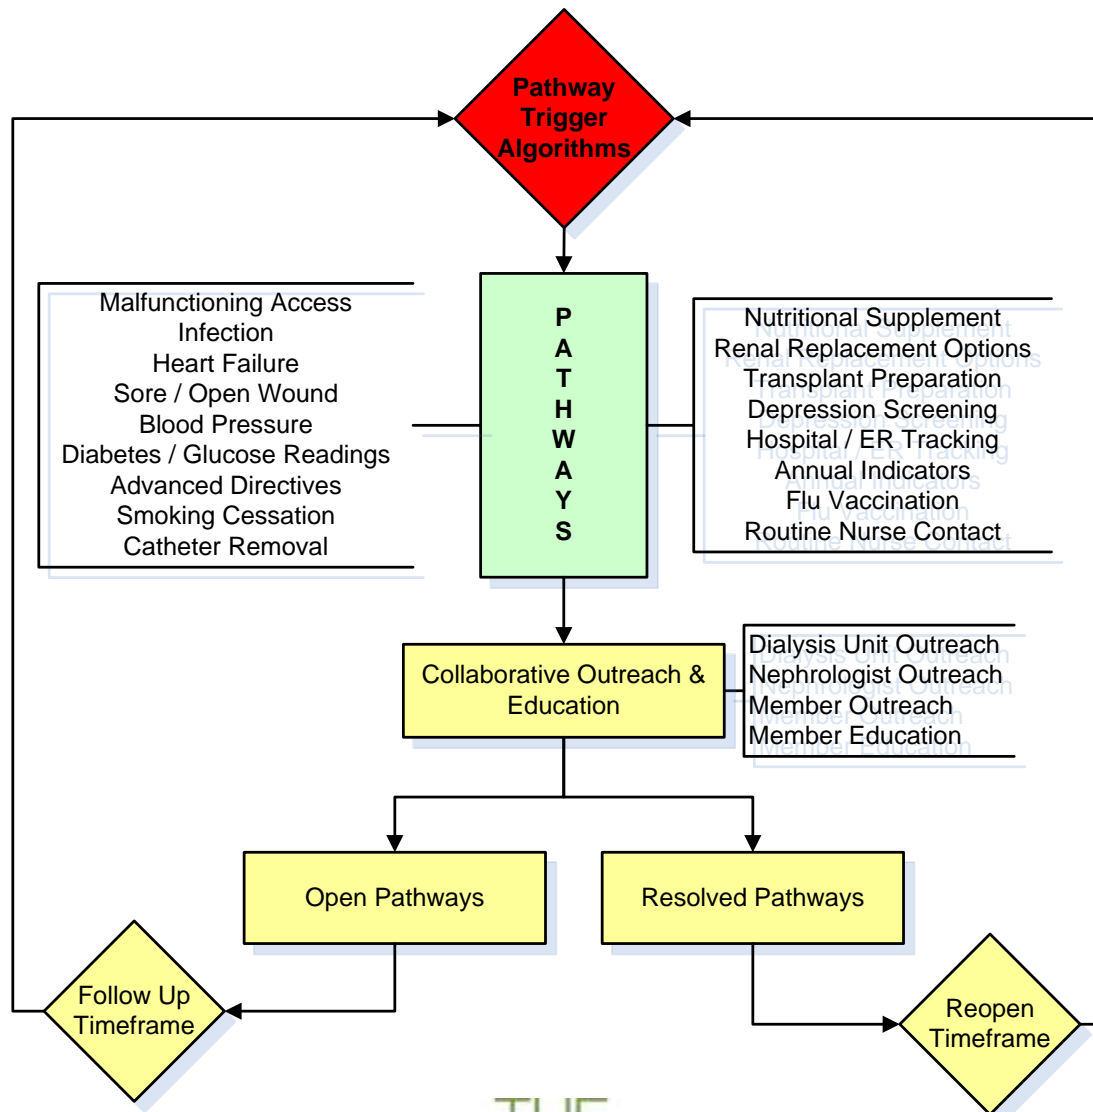 Pathway
Trigger
Algorithms
Malfunctioning Access
Infection
Heart Failure
Sore / Open Wound
Blood Pressure
Diabetes / Glucose Readings
Advanced Directives
Smoking Cessation
Catheter Removal
P
A
T
H
W
A
Y
S
Nutritional Supplement
Renal Replacement Options
Transplant Preparation
Depression Screening
Hospital / ER Tracking
Annual Indicators
Flu Vaccination
Routine Nurse Contact
Collaborative Outreach &
Education
Dialysis Unit Outreach
Nephrologist Outreach
Member Outreach
Member Education
Open Pathways
Resolved Pathways
Follow Up
Timeframe
Reopen
Timeframe
THE